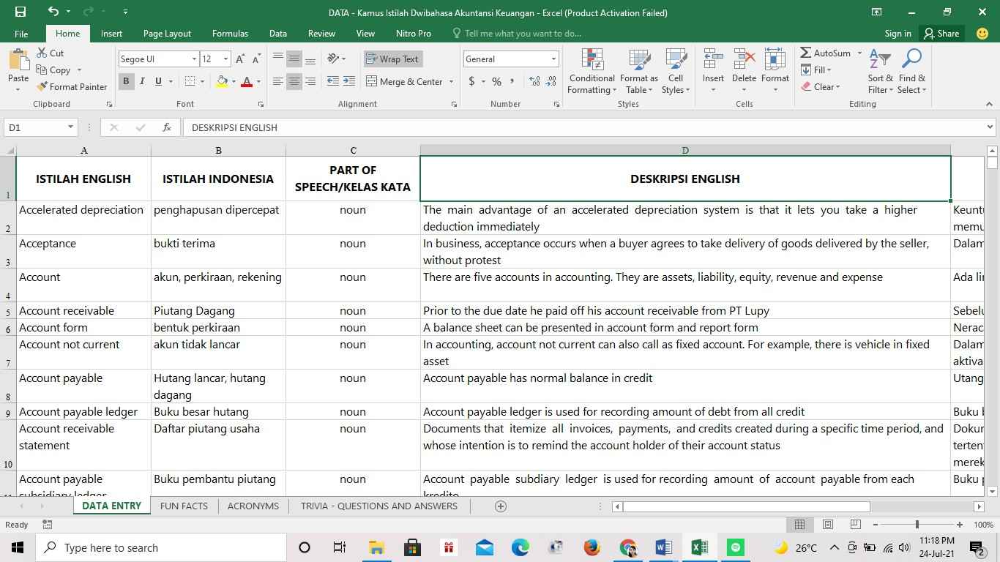 DATA - Kamus Istilah Dwibahasa Akuntansi Keuangan - Excel (Product Activation Failed)
File Home Insert Page Layout Formulas Data Review View Nitro Pro Tell me what you want to do... Sign in Share
Cut
Copy
Format Painter
Paste
Clipboard
Segoe UI 12
B I U
Font
Wrap Text
Merge & Center
Alignment
General
$ % ,
Number
Conditional Formatting
Format as Table
Cell Styles
Styles
Insert Delete Format
Cells
AutoSum
Fill
Clear
Sort & Filter
Find & Select
Editing
D1 fx DESKRIPSI ENGLISH
A B C D
1 ISTILAH ENGLISH ISTILAH INDONESIA PART OF SPEECH/KELAS KATA DESKRIPSI ENGLISH
2 Accelerated depreciation penghapusan dipercepat noun The main advantage of an accelerated depreciation system is that it lets you take a higher deduction immediately
3 Acceptance bukti terima noun In business, acceptance occurs when a buyer agrees to take delivery of goods delivered by the seller, without protest Dalam
4 Account akun, perkiraan, rekening noun There are five accounts in accounting. They are assets, liability, equity, revenue and expense Ada
5 Account receivable Piutang Dagang noun Prior to the due date he paid off his account receivable from PT Lupy
6 Account form bentuk perkiraan noun A balance sheet can be presented in account form and report form
7 Account not current akun tidak lancar noun In accounting, account not current can also call as fixed account. For example, there is vehicle in fixed asset Dalam aktiva
8 Account payable Hutang lancar, hutang dagang noun Account payable has normal balance in credit Utang
9 Account payable ledger Buku besar hutang noun Account payable ledger is used for recording amount of debt from all credit Buku
10 Account receivable statement Daftar piutang usaha noun Documents that itemize all invoices, payments, and credits created during a specific time period, and whose intention is to remind the account holder of their account status
Account payable subsidiary ledger Buku pembantu piutang noun Account payable subdiary ledger is used for recording amount of account payable from each kredito Buku
DATA ENTRY FUN FACTS ACRONYMS TRIVIA - QUESTIONS AND ANSWERS
Ready 100%
Type here to search 26°C 11:18 PM
24-Jul-21 2